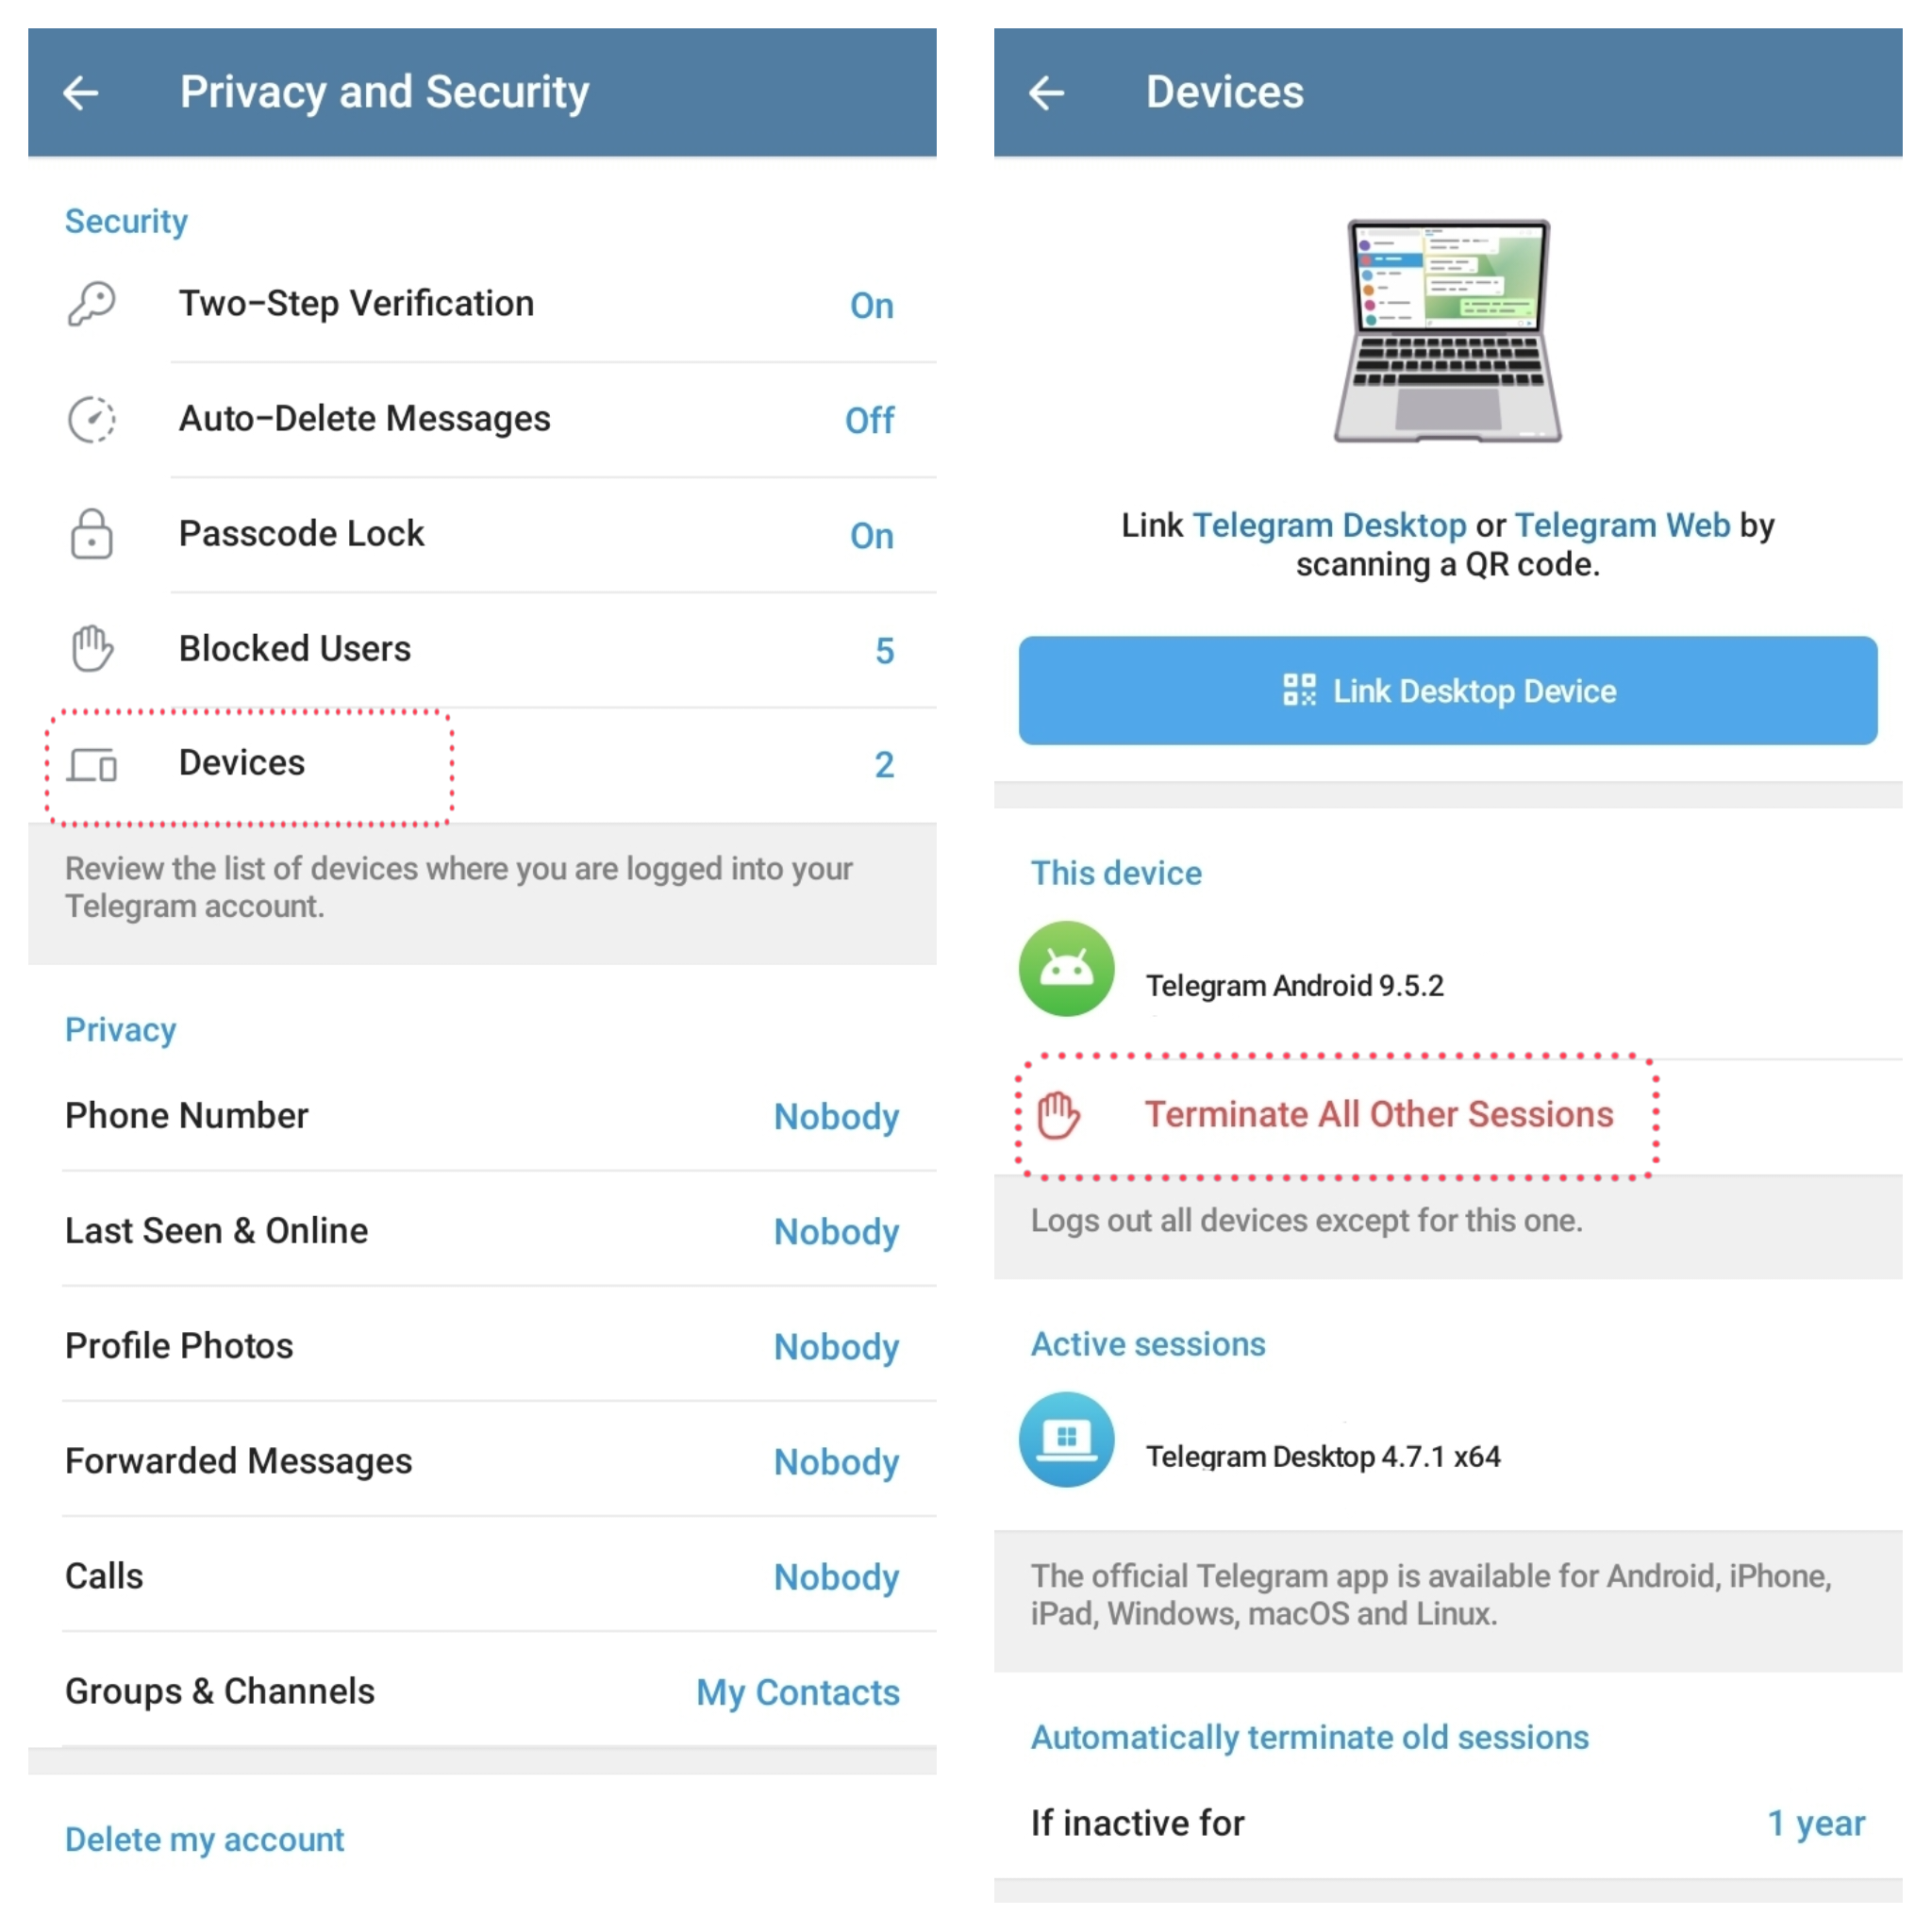 Privacy and Security
Security
Two-Step Verification On
Auto-Delete Messages Off
Passcode Lock On
Blocked Users 5
Devices 2
Review the list of devices where you are logged into your
Telegram account.
Privacy
Phone Number Nobody
Last Seen & Online Nobody
Profile Photos Nobody
Forwarded Messages Nobody
Calls Nobody
Groups & Channels My Contacts
Delete my account
Devices
Link Telegram Desktop or Telegram Web by
scanning a QR code.
Link Desktop Device
This device
Telegram Android 9.5.2
Terminate All Other Sessions
Logs out all devices except for this one.
Active sessions
Telegram Desktop 4.7.1 x64
The official Telegram app is available for Android, iPhone,
iPad, Windows, macOS and Linux.
Automatically terminate old sessions
If inactive for 1 year